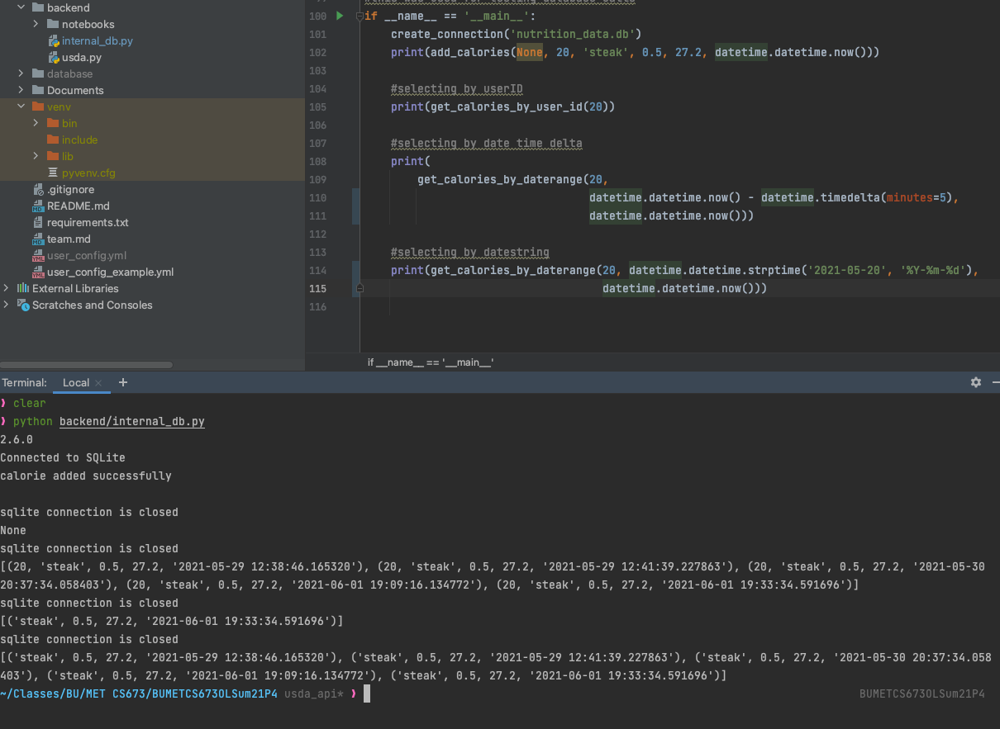 backend
notebooks
internal_db.py
usda.py
database
Documents
venv
bin
include
lib
pyvenv.cfg
.gitignore
README.md
requirements.txt
team.md
user_config.yml
user_config_example.yml
External Libraries
Scratches and Consoles
100 if __name__ == '__main__':
101 create_connection('nutrition_data.db')
102 print(add_calories(None, 20, 'steak', 0.5, 27.2, datetime.datetime.now()))
103
104 #selecting by userID
105 print(get_calories_by_user_id(20))
106
107 #selecting by date time delta
108 print(
109 get_calories_by_daterange(20,
110 datetime.datetime.now() - datetime.timedelta(minutes=5),
111 datetime.datetime.now()))
112
113 #selecting by datestring
114 print(get_calories_by_daterange(20, datetime.datetime.strptime('2021-05-20', '%Y-%m-%d'),
115 datetime.datetime.now()))
116
if __name__ == '__main__'
Terminal: Local × +
❯ clear
❯ python backend/internal_db.py
2.6.0
Connected to SQLite
calorie added successfully
sqlite connection is closed
None
sqlite connection is closed
[(20, 'steak', 0.5, 27.2, '2021-05-29 12:38:46.165320'), (20, 'steak', 0.5, 27.2, '2021-05-29 12:41:39.227863'), (20, 'steak', 0.5, 27.2, '2021-05-30
20:37:34.058403'), (20, 'steak', 0.5, 27.2, '2021-06-01 19:09:16.134772'), (20, 'steak', 0.5, 27.2, '2021-06-01 19:33:34.591696')]
sqlite connection is closed
[('steak', 0.5, 27.2, '2021-06-01 19:33:34.591696')]
sqlite connection is closed
[('steak', 0.5, 27.2, '2021-05-29 12:38:46.165320'), ('steak', 0.5, 27.2, '2021-05-29 12:41:39.227863'), ('steak', 0.5, 27.2, '2021-05-30 20:37:34.058
403'), ('steak', 0.5, 27.2, '2021-06-01 19:09:16.134772'), ('steak', 0.5, 27.2, '2021-06-01 19:33:34.591696')]
~/Classes/BU/MET CS673/BUMETCS673OLSum21P4 usda_api* ❯ BUMETCS673OLSum21P4